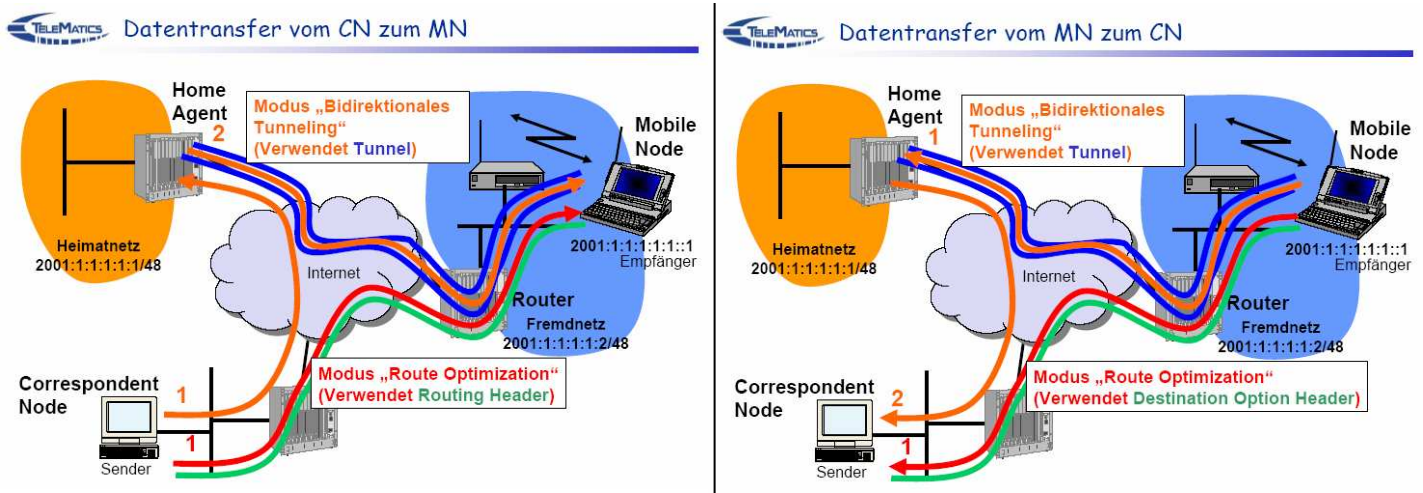 TELEMATICS
Datentransfer vom CN zum MN
Home
Agent
2
Modus „Bidirektionales
Tunneling“
(Verwendet Tunnel)
Mobile
Node
Heimatnetz
2001:1:1:1:1:1/48
Internet
2001:1:1:1:1:1::1
Empfänger
Router
Fremdnetz
2001:1:1:1:1:2/48
Modus „Route Optimization“
(Verwendet Routing Header)
Correspondent
Node
1
1
Sender
TELEMATICS
Datentransfer vom MN zum CN
Home
Agent
1
Modus „Bidirektionales
Tunneling“
(Verwendet Tunnel)
Mobile
Node
Heimatnetz
2001:1:1:1:1:1/48
Internet
2001:1:1:1:1:1::1
Empfänger
Router
Fremdnetz
2001:1:1:1:1:2/48
Modus „Route Optimization“
(Verwendet Destination Option Header)
Correspondent
Node
2
1
Sender